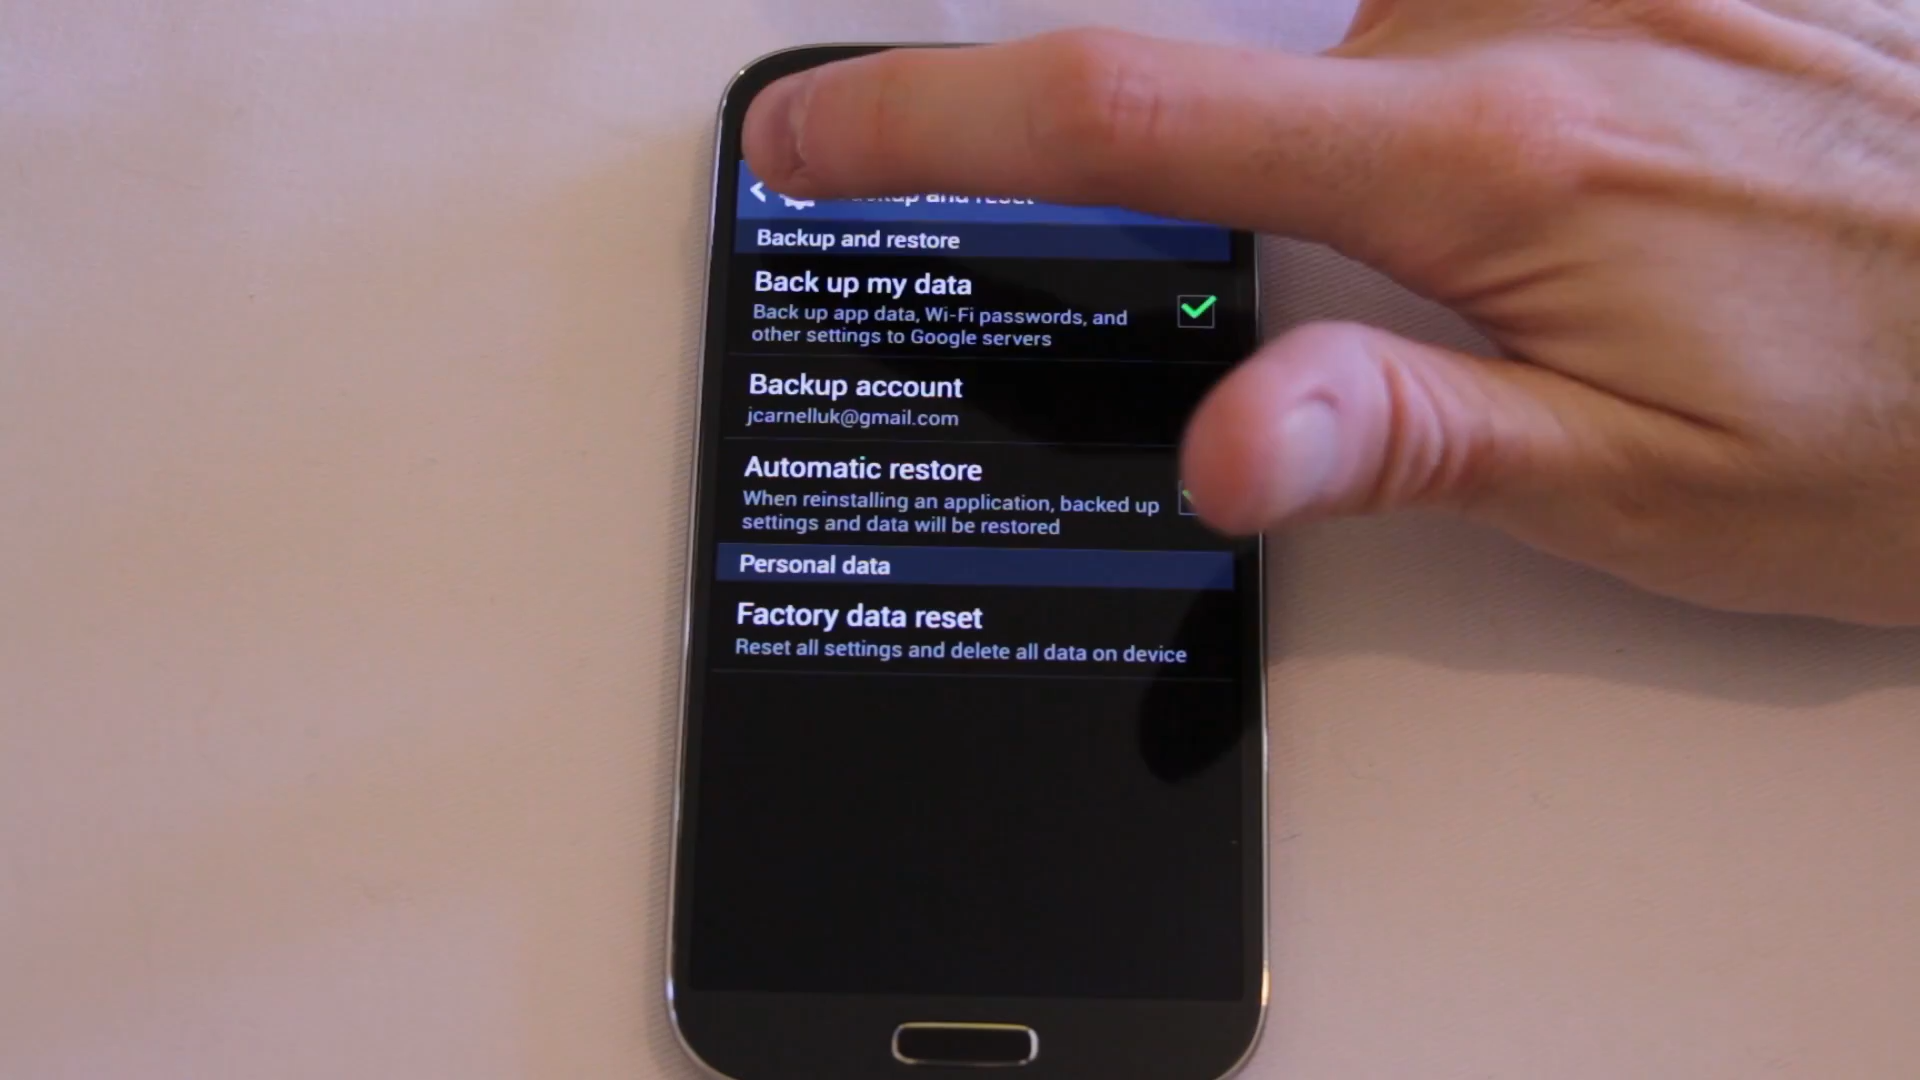 and reset
Backup and restore
Back up my data
Back up app data, Wi-Fi passwords, and
other settings to Google servers
Backup account
jcarnelluk@gmail.com
Automatic restore
When reinstalling an application, backed up
settings and data will be restored
Personal data
Factory data reset
Reset all settings and delete all data on device